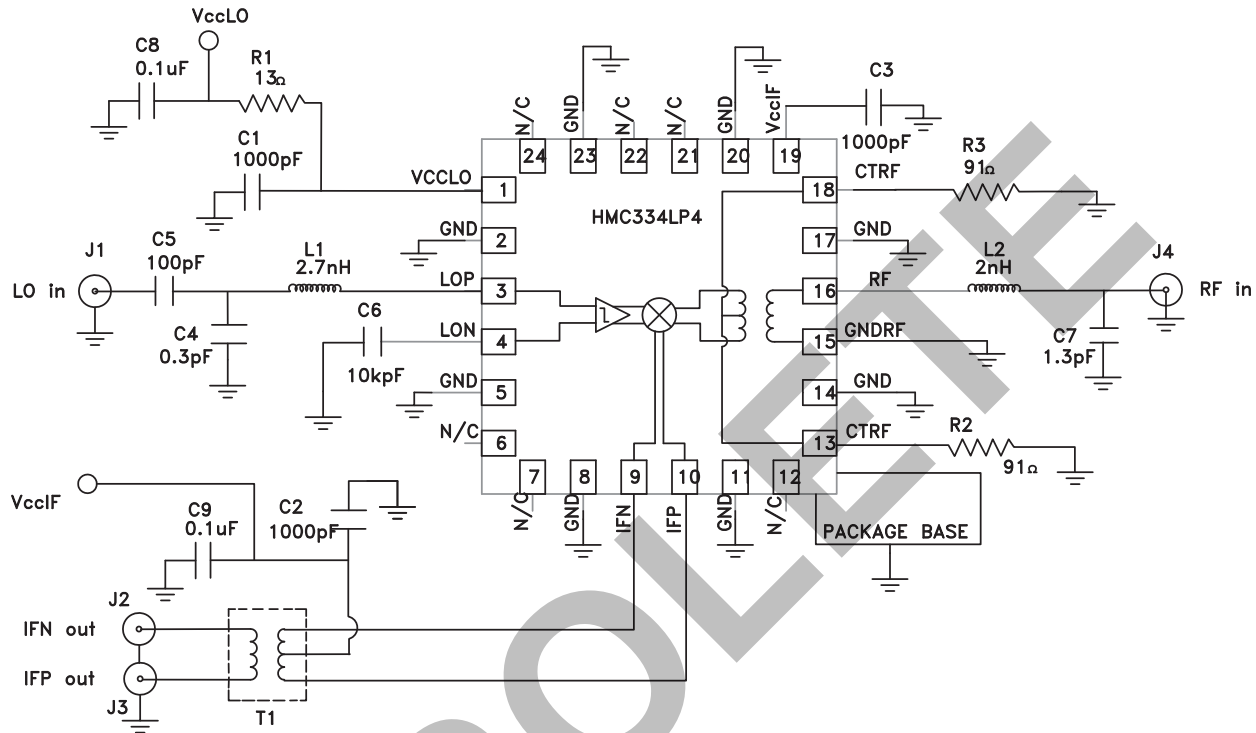 VccLO
C8
0.1uF
R1
13Ω
C1
1000pF
N/C
GND
N/C
N/C
GND
VccIF
C3
1000pF
24
23
22
21
20
19
VCCLO
1
HMC334LP4
18
CTRF
R3
91Ω
GND
2
17
GND
J1
C5
100pF
L1
2.7nH
LO in
LOP
3
16
RF
L2
2nH
J4
RF in
C4
0.3pF
C6
10kpF
LON
4
15
GNDRF
C7
1.3pF
GND
5
14
GND
N/C
6
13
CTRF
R2
91Ω
7
8
9
10
11
12
N/C
GND
IFN
IFP
GND
N/C
PACKAGE BASE
VccIF
C9
0.1uF
C2
1000pF
J2
IFN out
IFP out
J3
T1
OLETE